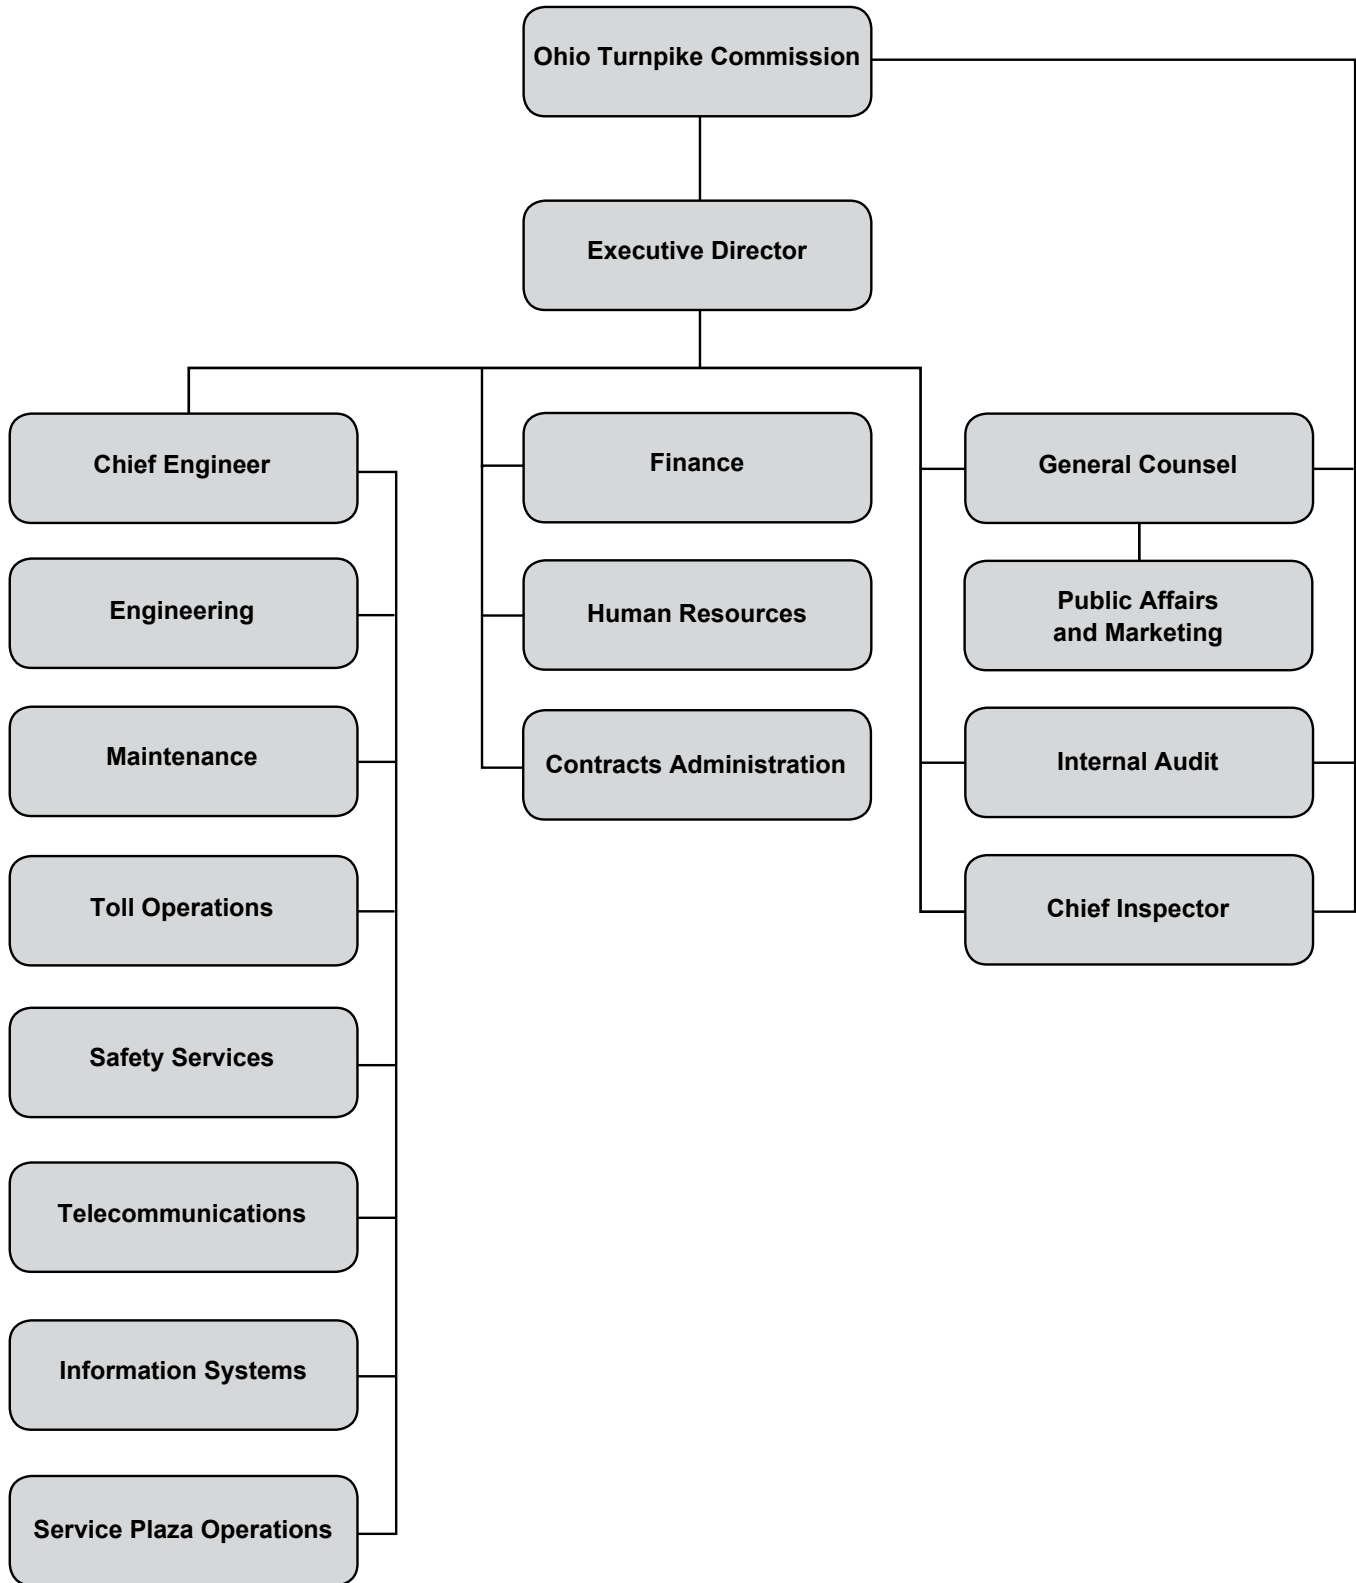 Ohio Turnpike Commission
Executive Director
Chief Engineer
Engineering
Maintenance
Toll Operations
Safety Services
Telecommunications
Information Systems
Service Plaza Operations
Finance
Human Resources
Contracts Administration
General Counsel
Public Affairs
and Marketing
Internal Audit
Chief Inspector